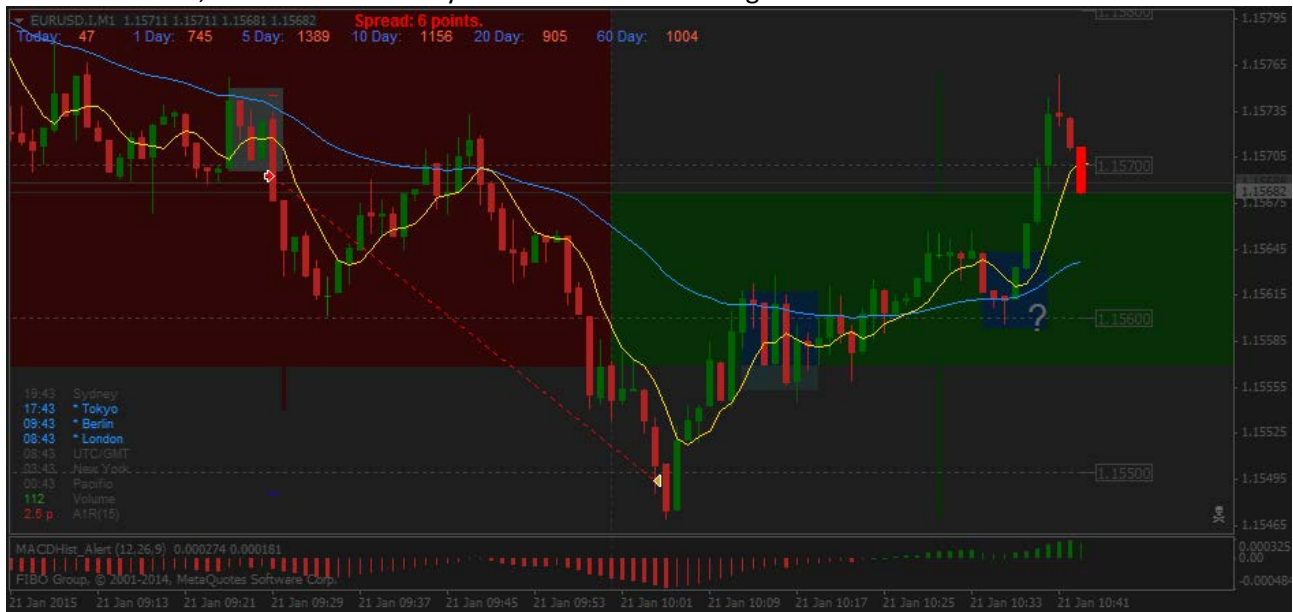 EURUSD.I,M1 1.15711 1.15711 1.15681 1.15682
Spread: 6 points.
Today: 47 1 Day: 745 5 Day: 1389 10 Day: 1156 20 Day: 905 60 Day: 1004
1.15800
1.15795
1.15765
1.15735
1.15705
1.15700
1.15682
1.15675
1.15645
1.15615
1.15600
?
1.15585
1.15555
1.15525
1.15500
1.15495
1.15465
19:43 Sydney
17:43 * Tokyo
09:43 * Berlin
08:43 * London
08:43 UTC/GMT
03:43 New York
00:43 Pacific
112 Volume
2.6 p ATR(15)
MACDHist_Alert (12,26,9) 0.000274 0.000181
0.000325
0.00
-0.000484
FIBO Group, © 2001-2014, MetaQuotes Software Corp.
21 Jan 2015 21 Jan 09:13 21 Jan 09:21 21 Jan 09:29 21 Jan 09:37 21 Jan 09:45 21 Jan 09:53 21 Jan 10:01 21 Jan 10:09 21 Jan 10:17 21 Jan 10:25 21 Jan 10:33 21 Jan 10:41